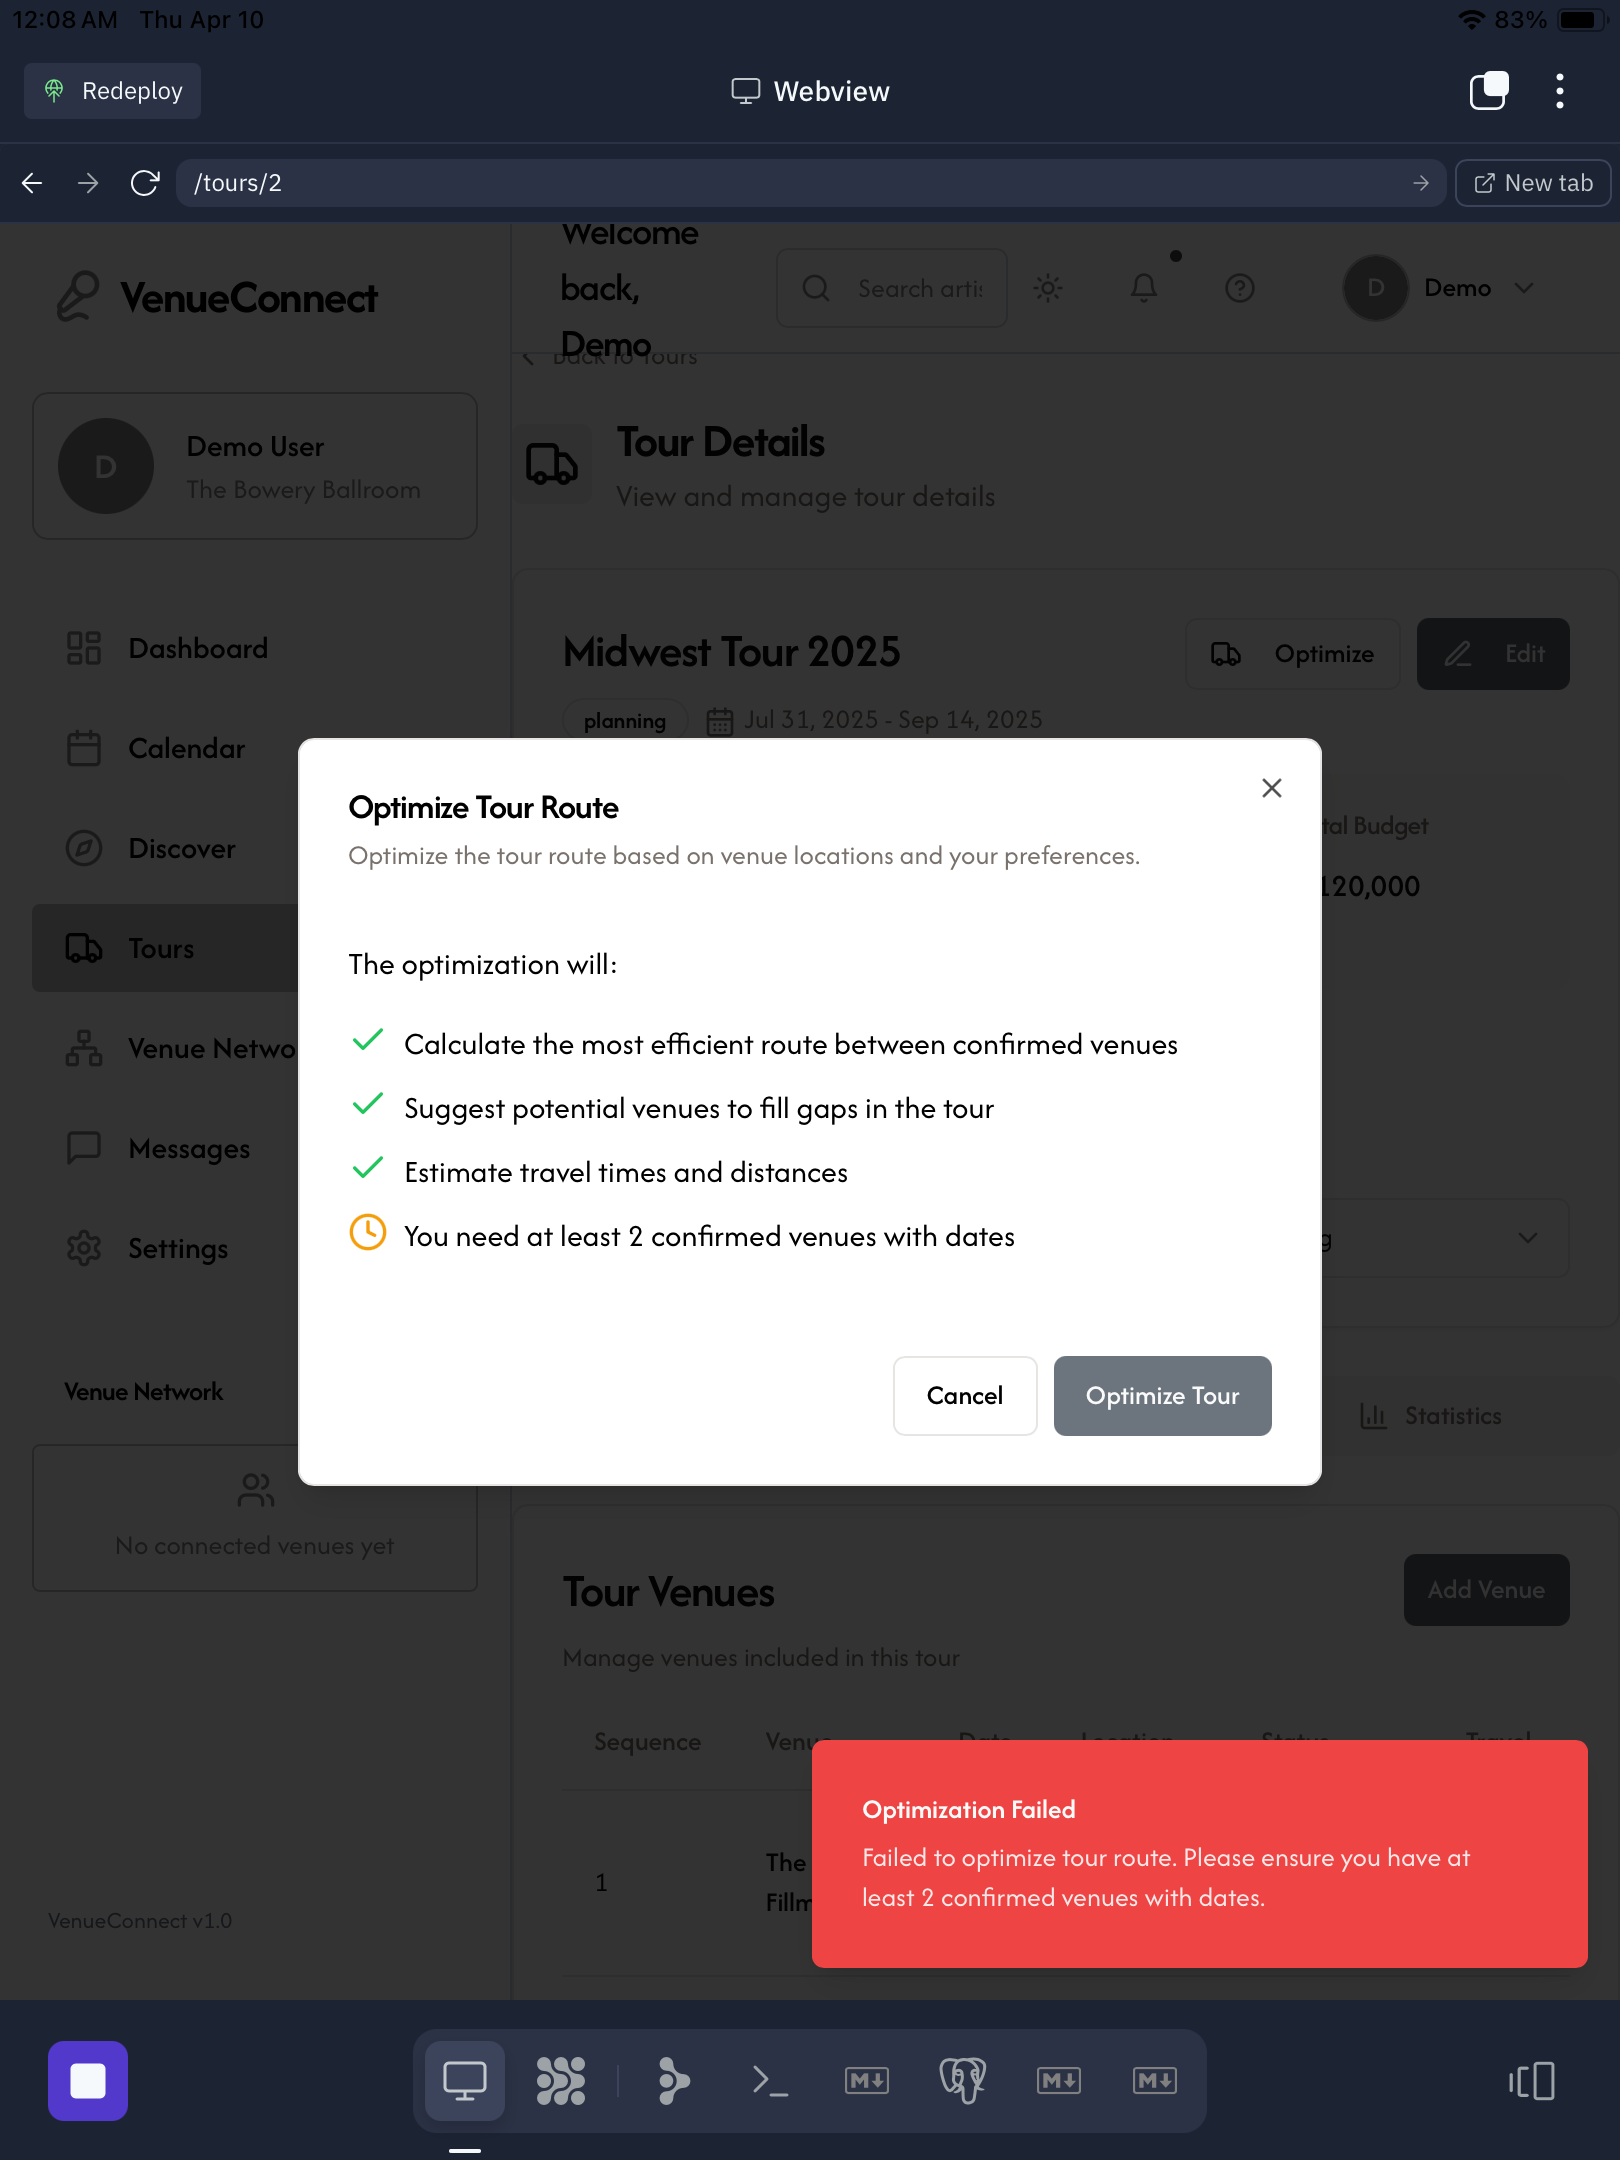 12:08 AM Thu Apr 10
83%
Redeploy
Webview
/tours/2
New tab
VenueConnect
Welcome
back,
Demo
Search artis
D
Demo
Back to Tours
D
Demo User
The Bowery Ballroom
Tour Details
View and manage tour details
Dashboard
Calendar
Discover
Tours
Venue Netwo
Messages
Settings
Midwest Tour 2025
Optimize
Edit
planning
Jul 31, 2025 - Sep 14, 2025
tal Budget
120,000
Optimize Tour Route
Optimize the tour route based on venue locations and your preferences.
The optimization will:
Calculate the most efficient route between confirmed venues
Suggest potential venues to fill gaps in the tour
Estimate travel times and distances
You need at least 2 confirmed venues with dates
g
Cancel
Optimize Tour
Statistics
Venue Network
No connected venues yet
Tour Venues
Add Venue
Manage venues included in this tour
Sequence Venue Date Location Status Travel
1
The
Fillm
Optimization Failed
Failed to optimize tour route. Please ensure you have at
least 2 confirmed venues with dates.
VenueConnect v1.0
M
M
M